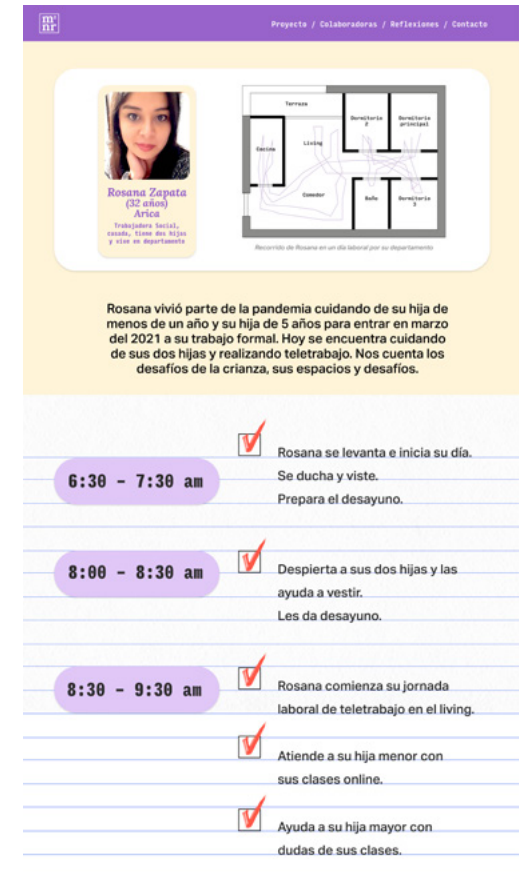 m²
nr
Proyecto / Colaboradoras / Reflexiones / Contacto
Rosana Zapata
(32 años)
Arica
Trabajadora Social,
casada, tiene dos hijas
y vive en departamento
Terraza
Dormitorio
2
Dormitorio
principal
Cocina
Living
Comedor
Baño
Dormitorio
3
Recorrido de Rosana en un día laboral por su departamento
Rosana vivió parte de la pandemia cuidando de su hija de
menos de un año y su hija de 5 años para entrar en marzo
del 2021 a su trabajo formal. Hoy se encuentra cuidando
de sus dos hijas y realizando teletrabajo. Nos cuenta los
desafíos de la crianza, sus espacios y desafíos.
6:30 - 7:30 am
Rosana se levanta e inicia su día.
Se ducha y viste.
Prepara el desayuno.
8:00 - 8:30 am
Despierta a sus dos hijas y las
ayuda a vestir.
Les da desayuno.
8:30 - 9:30 am
Rosana comienza su jornada
laboral de teletrabajo en el living.
Atiende a su hija menor con
sus clases online.
Ayuda a su hija mayor con
dudas de sus clases.